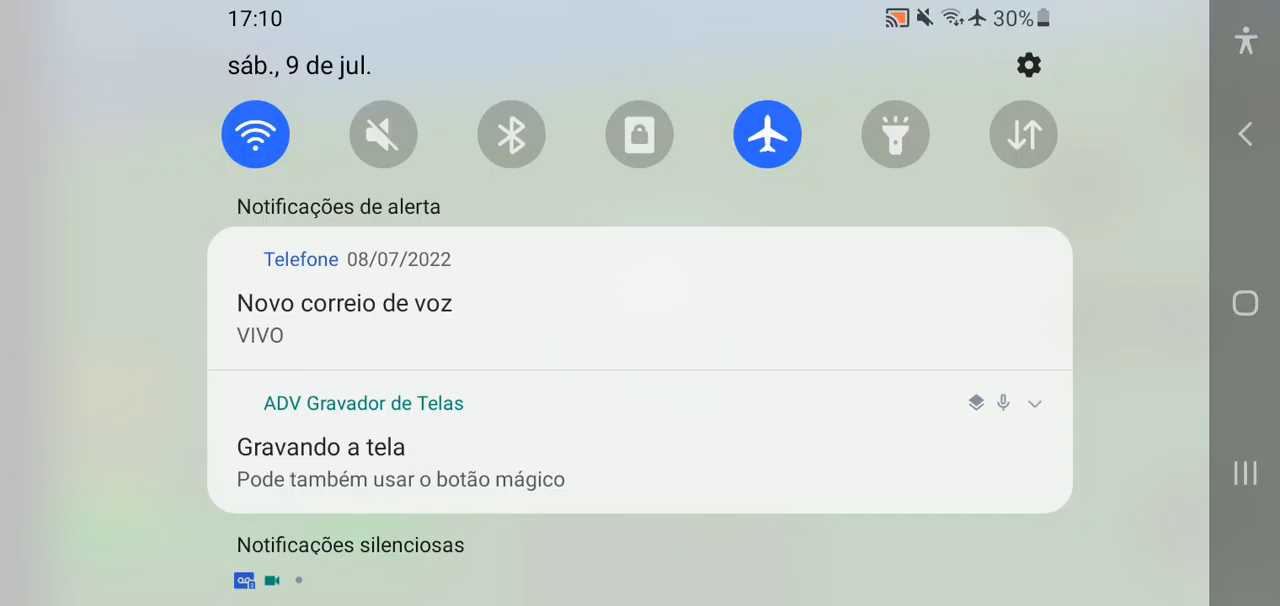 17:10
30%
sáb., 9 de jul.
Notificações de alerta
Telefone 08/07/2022
Novo correio de voz
VIVO
ADV Gravador de Telas
Gravando a tela
Pode também usar o botão mágico
Notificações silenciosas